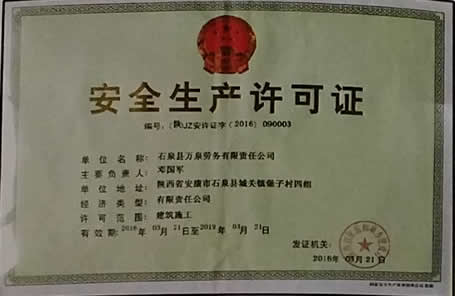 安全生产许可证
编号：（陕）JZ安许证字（2016）090003
单位名称：石泉县万泉劳务有限责任公司
主要负责人：邓国军
单位地址：陕西省安康市石泉县城关镇堡子村四组
经济类型：有限责任公司
许可范围：建筑施工
有效期：2016年03月21日至2019年03月21日
发证机关：
2016年03月21日